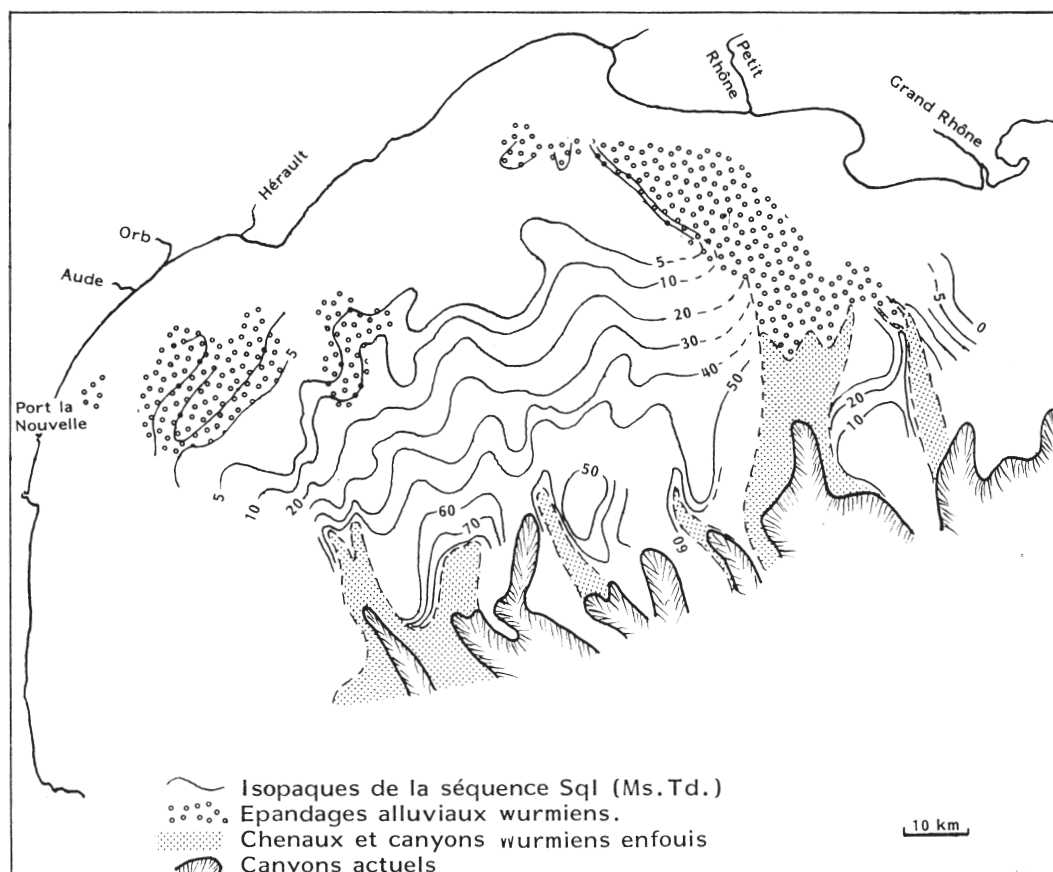 Petit
Rhône
Grand Rhône
Hérault
Orb
Aude
Port la
Nouvelle
5
10
20
30
40
50
5
0
20
10
5
5
10
20
50
60
70
60
Isopaques de la séquence Sql (Ms.Td.)
Epandages alluviaux wurmiens.
Chenaux et canyons wurmiens enfouis
Canyons actuels
10 km